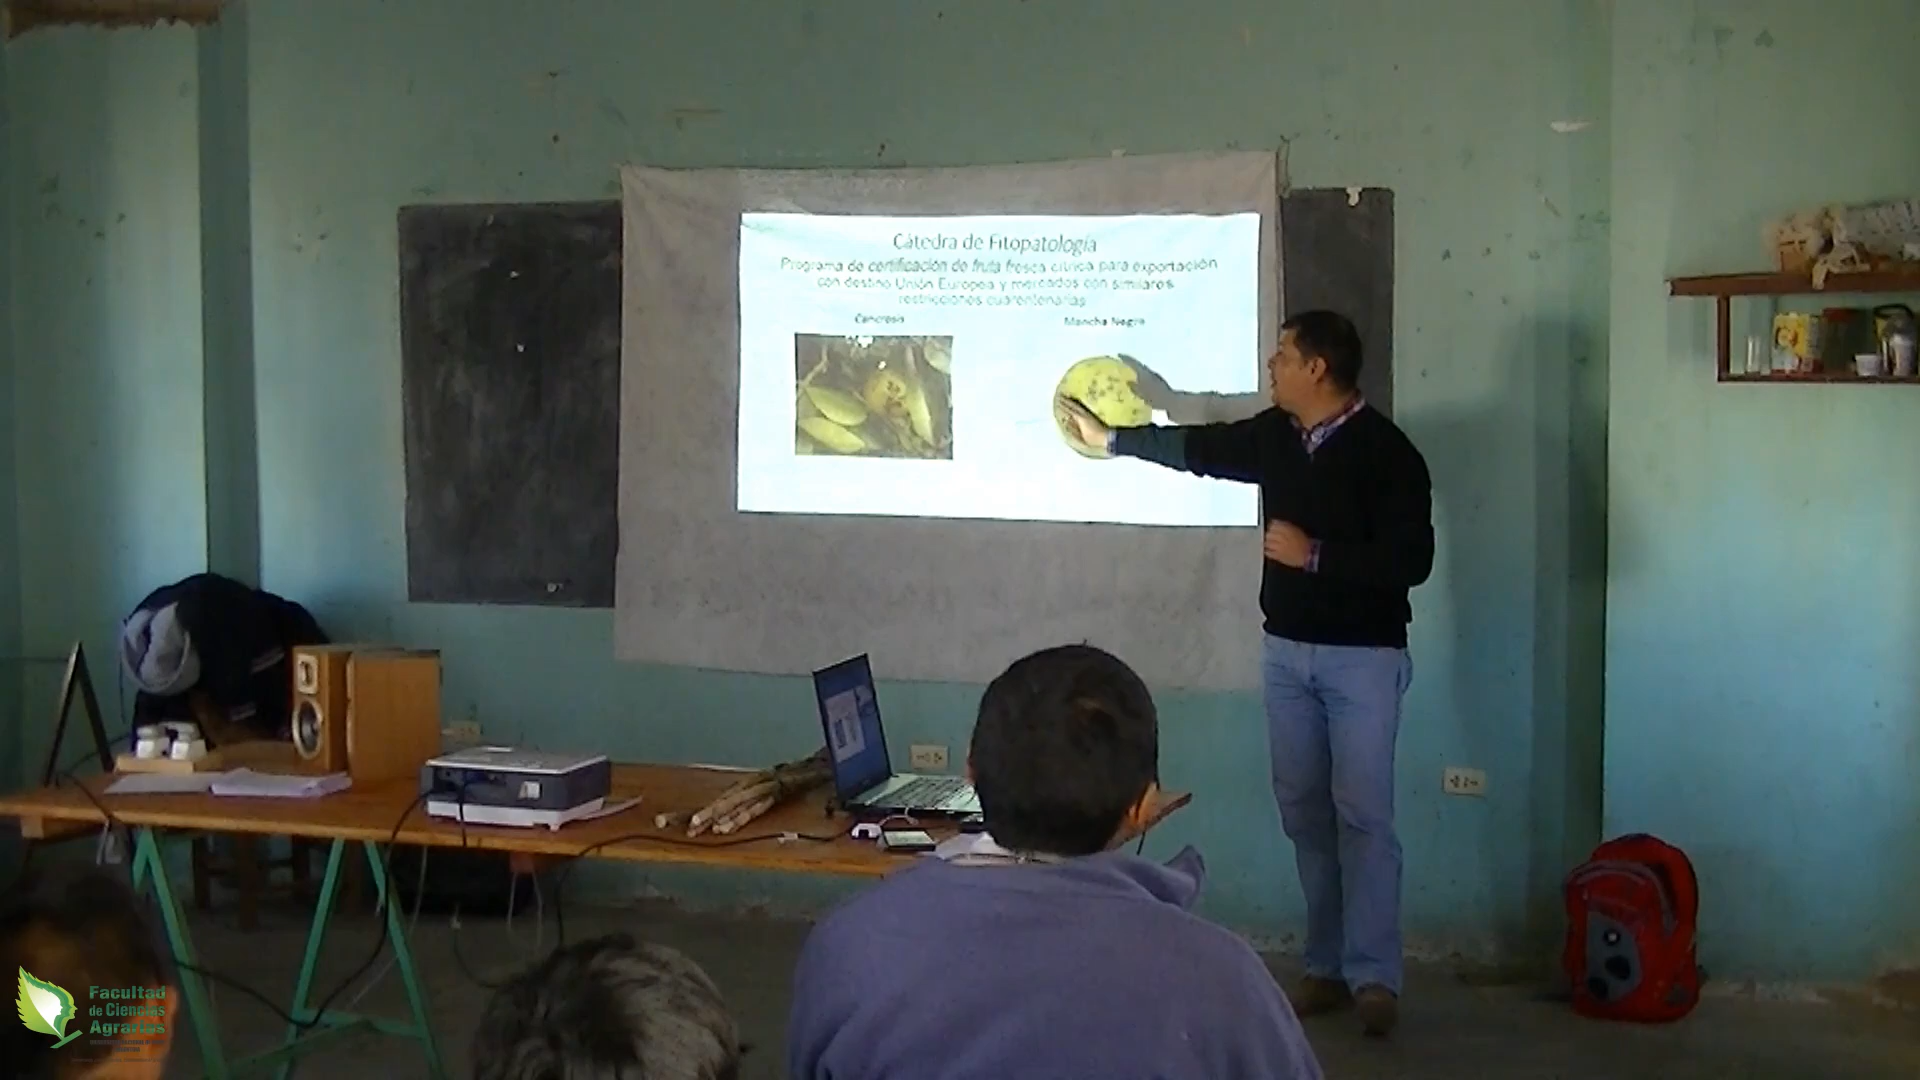 Cátedra de Fitopatología
Programa de certificación de fruta fresca cítrica para exportación
con destino Unión Europea y mercados con similares
restricciones cuarentenarias
Cancrosis
Mancha Negra
Facultad
de Ciencias
Agrarias